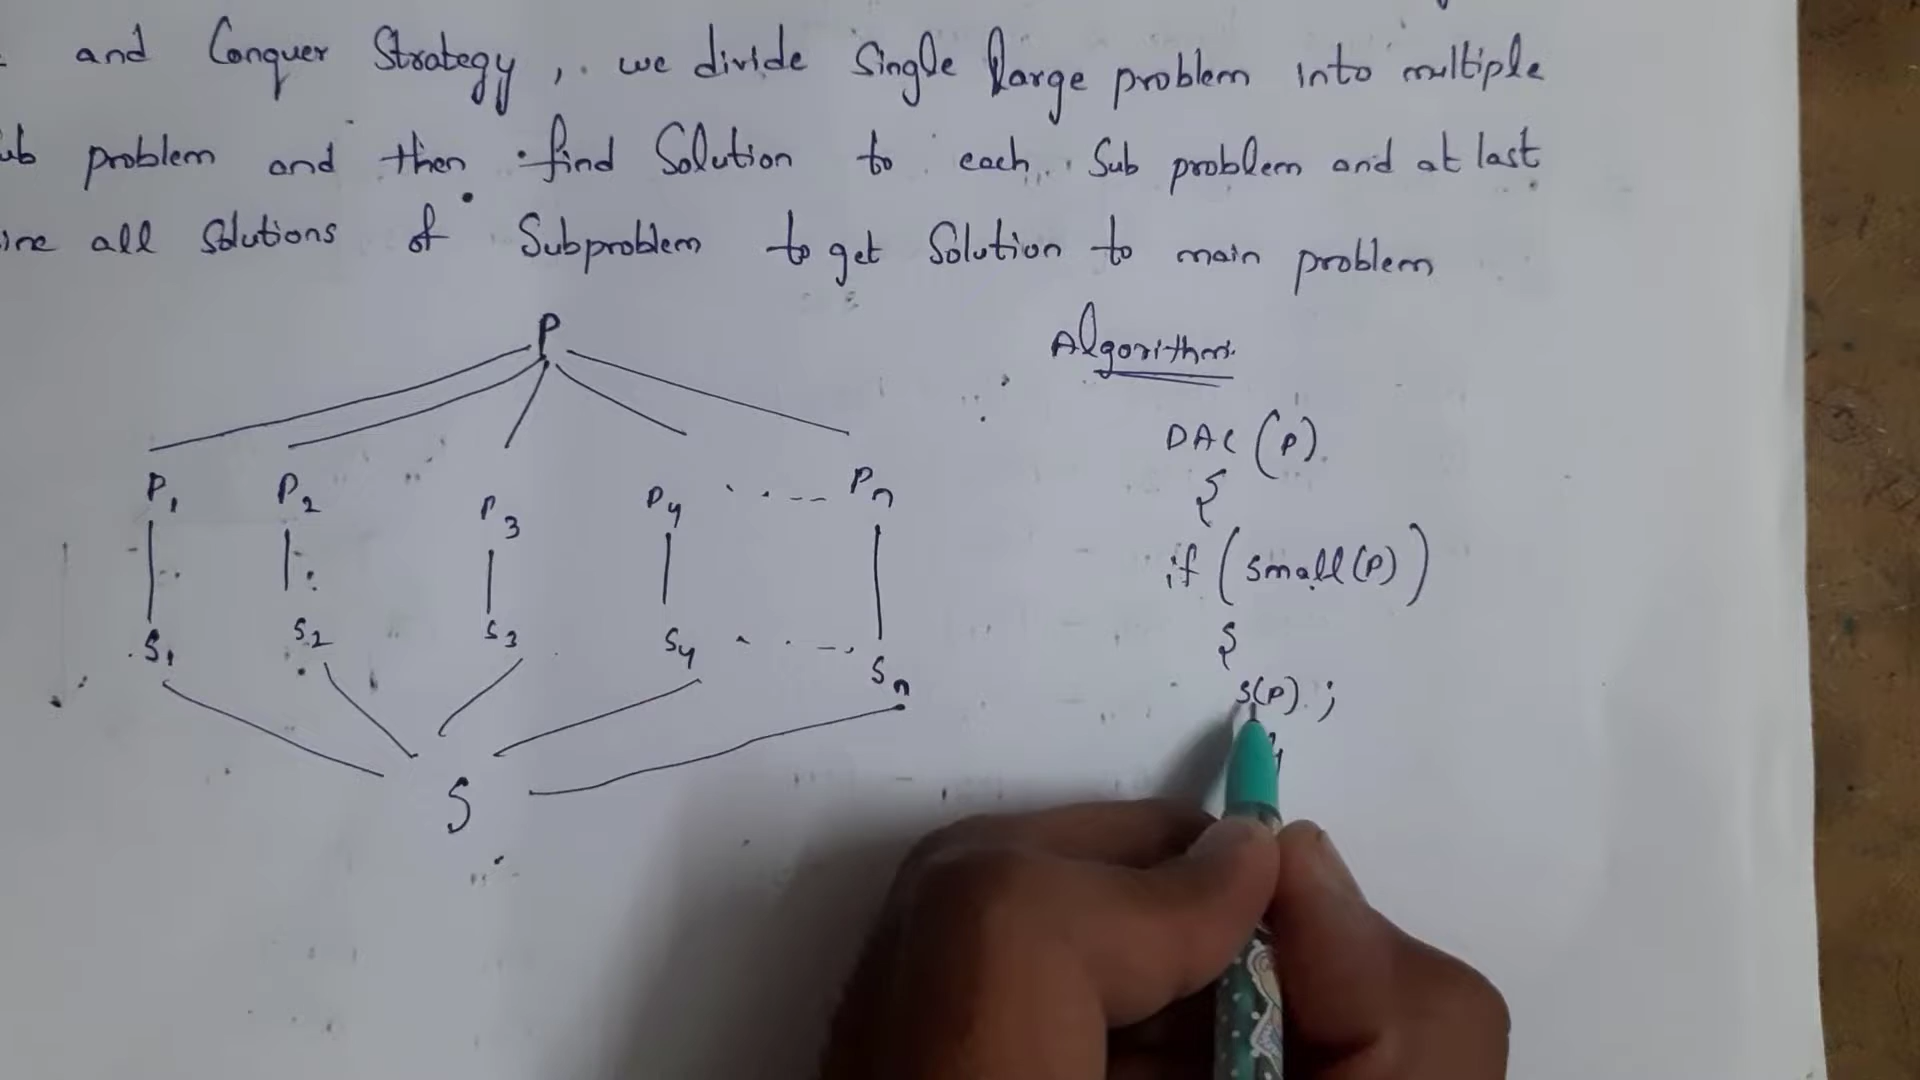 and Conquer Strategy, we divide Single large problem into multiple
ub problem and then find Solution to each Sub problem and at last
ine all Solutions of Subproblem to get Solution to main problem
P
Algorithm
DAC (P)
{
P1 P2 P3 P4 . . -- Pn
if (small(P))
{
S1 S2 S3 S4 . . -- Sn
S(P) ;
}
S